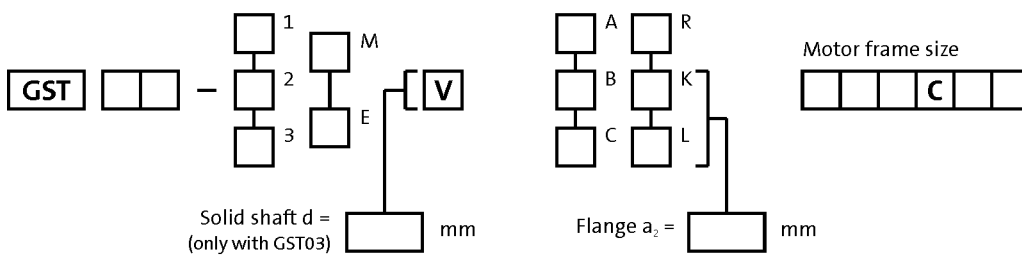 1
M
A
R
Motor frame size
GST
–
2
V
B
K
C
E
3
C
L
Solid shaft d =
mm
(only with GST03)
Flange a₂ =
mm